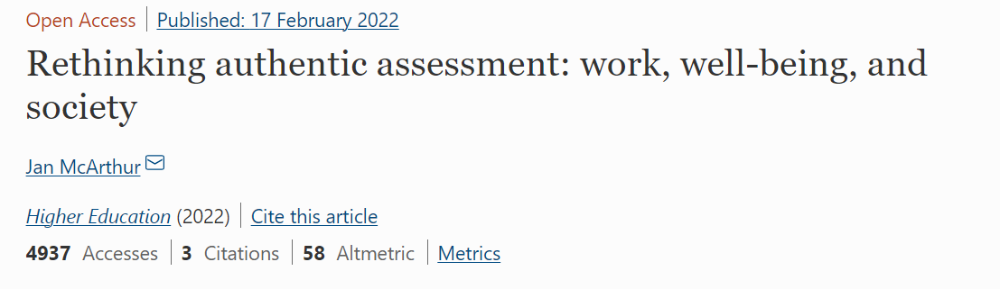 Open Access Published: 17 February 2022
Rethinking authentic assessment: work, well-being, and
society
Jan McArthur
Higher Education (2022) Cite this article
4937 Accesses 3 Citations 58 Altmetric Metrics